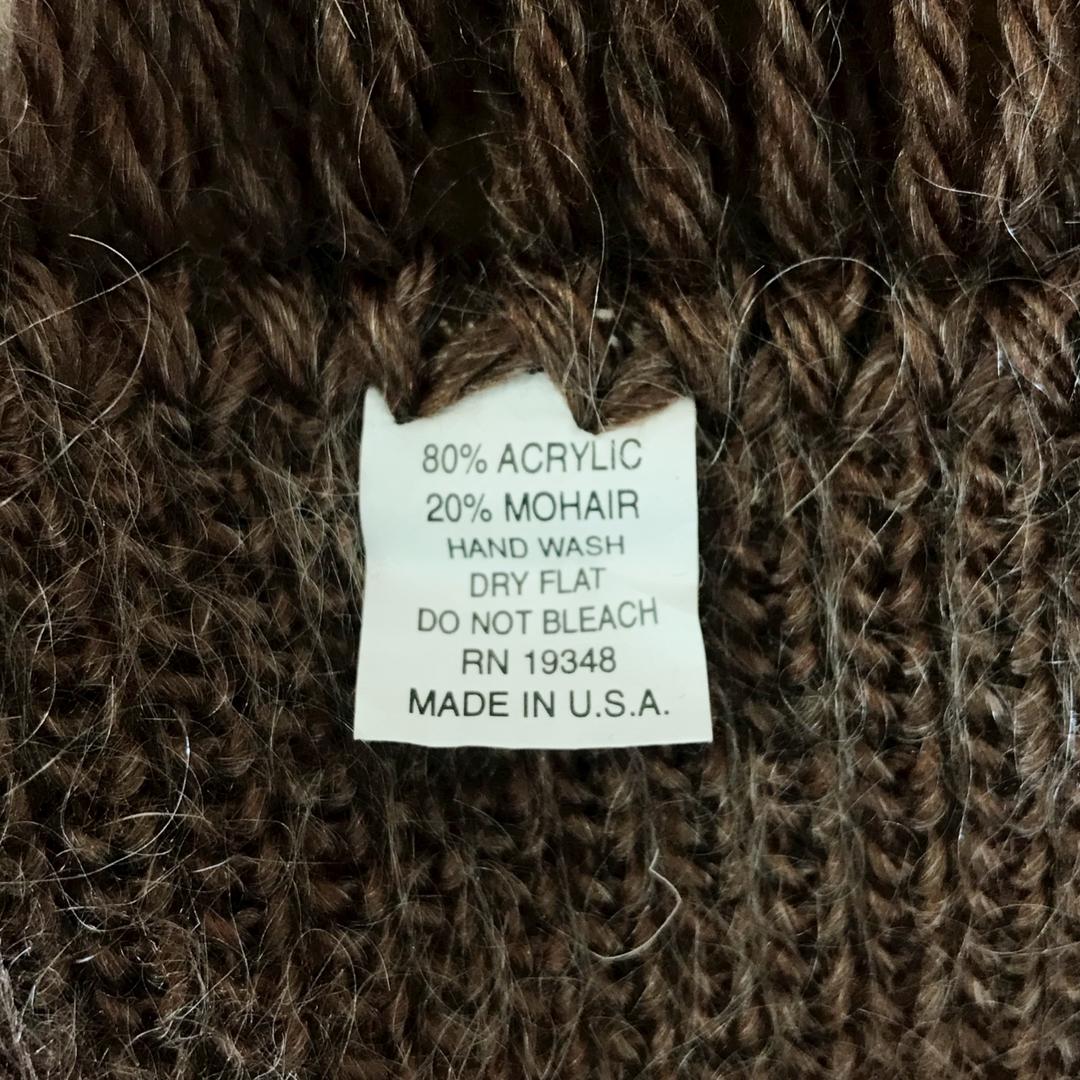 80% ACRYLIC
20% MOHAIR
HAND WASH
DRY FLAT
DO NOT BLEACH
RN 19348
MADE IN U.S.A.